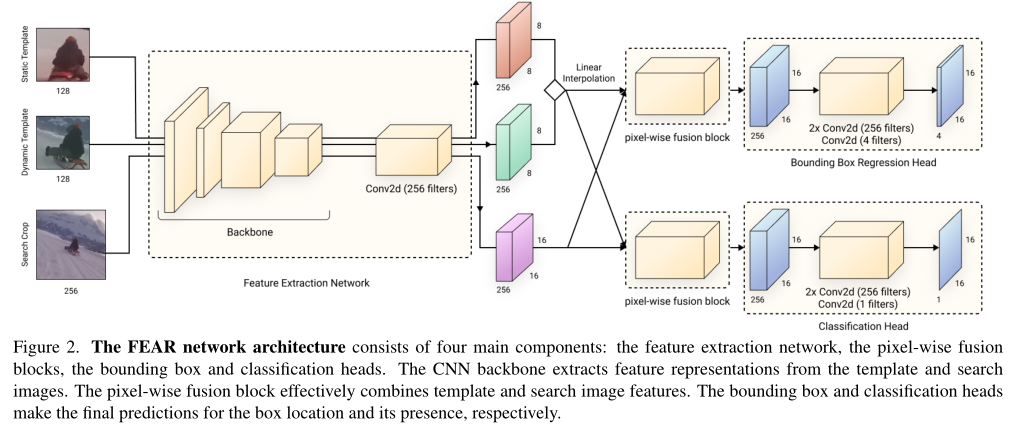 Static Template
128
Dynamic Template
128
Search Crop
256
Backbone
Conv2d (256 filters)
Feature Extraction Network
8
8
256
8
8
256
16
16
256
Linear
Interpolation
pixel-wise fusion block
16
16
256
2x Conv2d (256 filters)
Conv2d (4 filters)
16
16
4
Bounding Box Regression Head
pixel-wise fusion block
16
16
256
2x Conv2d (256 filters)
Conv2d (1 filters)
16
16
1
Classification Head
Figure 2. The FEAR network architecture consists of four main components: the feature extraction network, the pixel-wise fusion
blocks, the bounding box and classification heads. The CNN backbone extracts feature representations from the template and search
images. The pixel-wise fusion block effectively combines template and search image features. The bounding box and classification heads
make the final predictions for the box location and its presence, respectively.